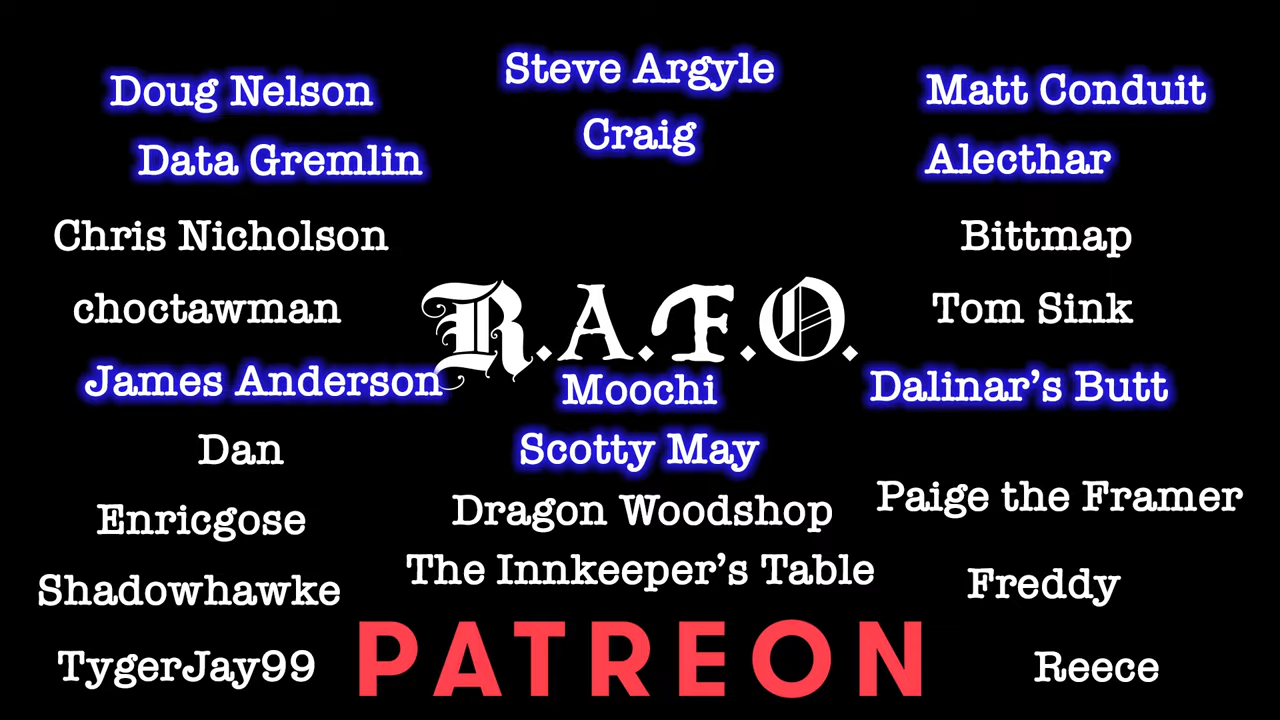 Doug Nelson
Data Gremlin
Chris Nicholson
choctawman
James Anderson
Dan
Enricgose
Shadowhawke
TygerJay99
Steve Argyle
Craig
R.A.F.O.
Moochi
Scotty May
Dragon Woodshop
The Innkeeper’s Table
PATREON
Matt Conduit
Alecthar
Bittmap
Tom Sink
Dalinar’s Butt
Paige the Framer
Freddy
Reece